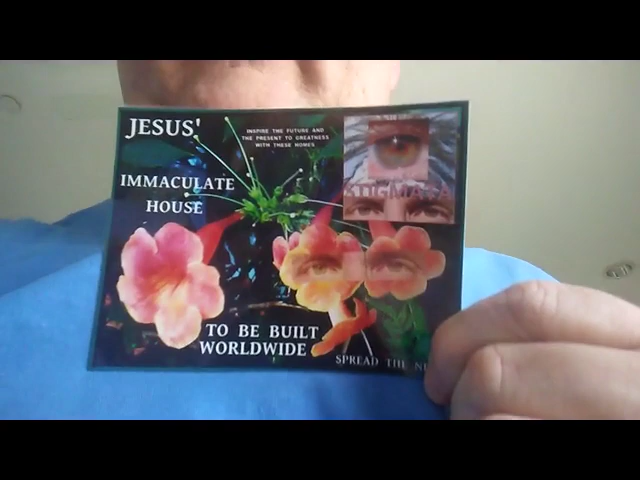 JESUS'
INSPIRE THE FUTURE AND
THE PRESENT TO GREATNESS
WITH THESE HOMES
IMMACULATE
HOUSE
STIGMATA
TO BE BUILT
WORLDWIDE
SPREAD THE